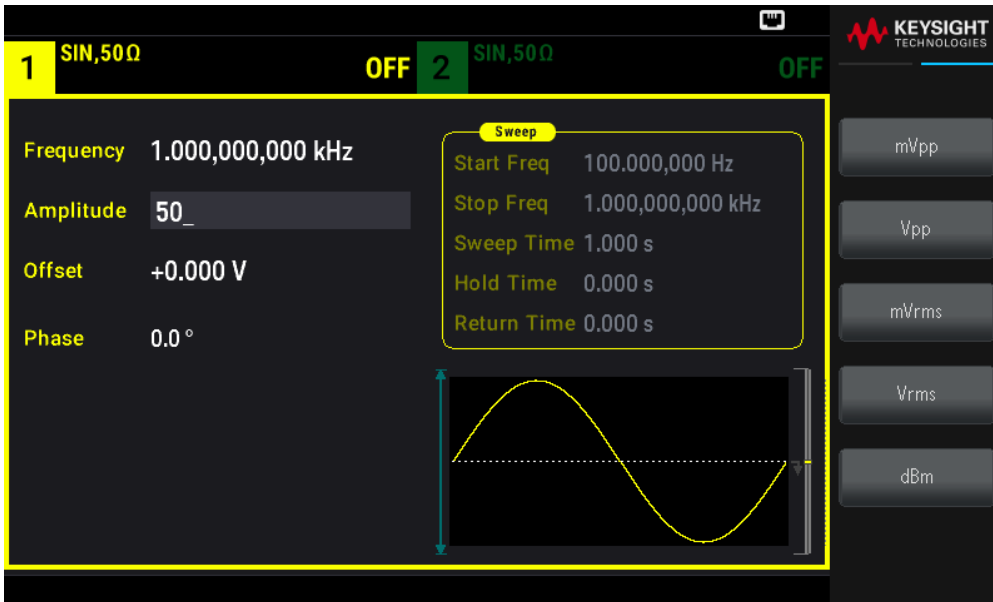 KEYSIGHT
TECHNOLOGIES
1 SIN,50Ω OFF
2 SIN,50Ω OFF
Frequency 1.000,000,000 kHz
Amplitude 50_
Offset +0.000 V
Phase 0.0 °
Sweep
Start Freq 100.000,000 Hz
Stop Freq 1.000,000,000 kHz
Sweep Time 1.000 s
Hold Time 0.000 s
Return Time 0.000 s
mVpp
Vpp
mVrms
Vrms
dBm